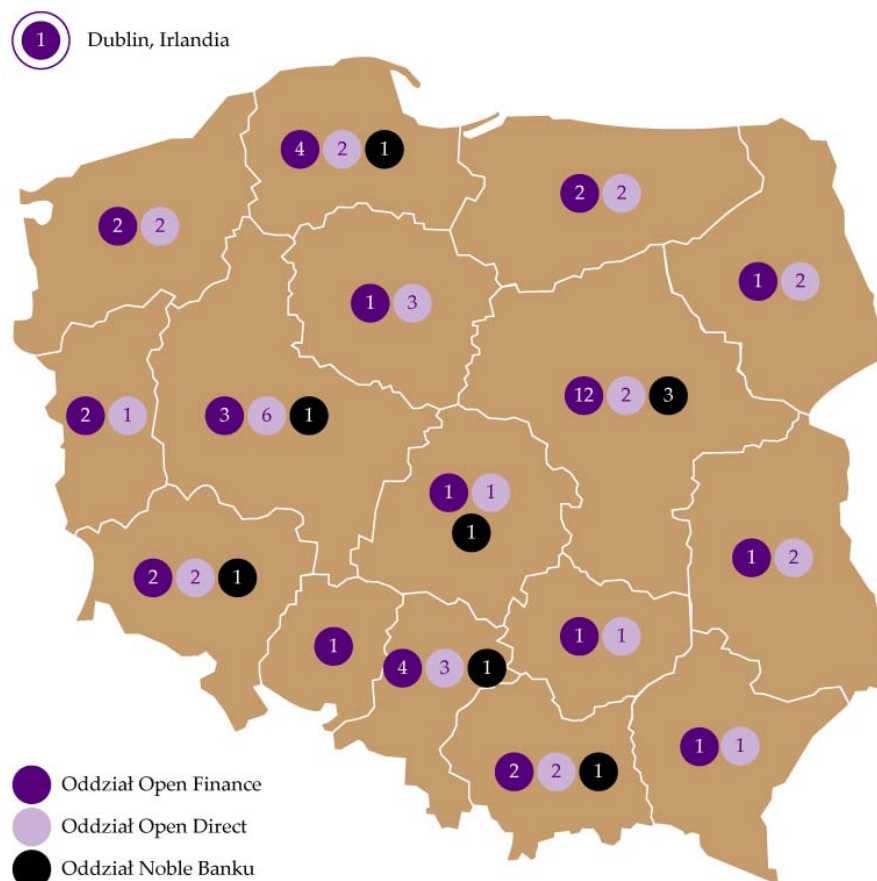 1 Dublin, Irlandia
4 2 1
2 2
2 2
1 2
1 3
12 2 3
2 1
3 6 1
1 1
1
1 2
2 2 1
1 1
1
4 3 1
1 1
2 2 1
Oddział Open Finance
Oddział Open Direct
Oddział Noble Banku